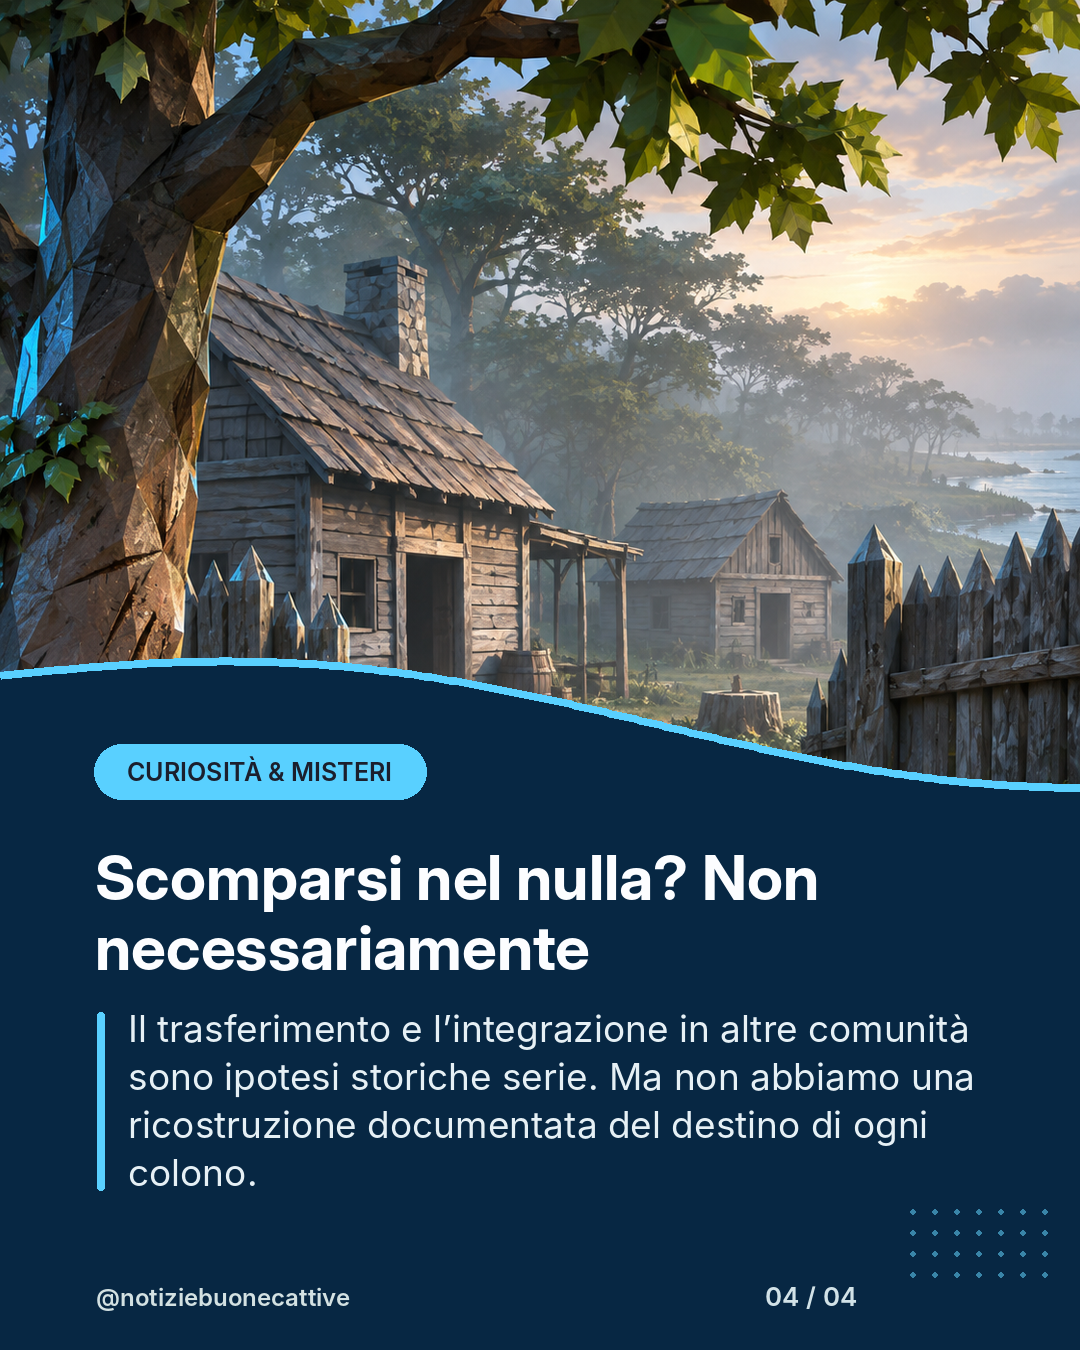 CURIOSITÀ & MISTERI
Scomparsi nel nulla? Non
necessariamente
Il trasferimento e l’integrazione in altre comunità
sono ipotesi storiche serie. Ma non abbiamo una
ricostruzione documentata del destino di ogni
colono.
@notiziebuonecattive
04 / 04